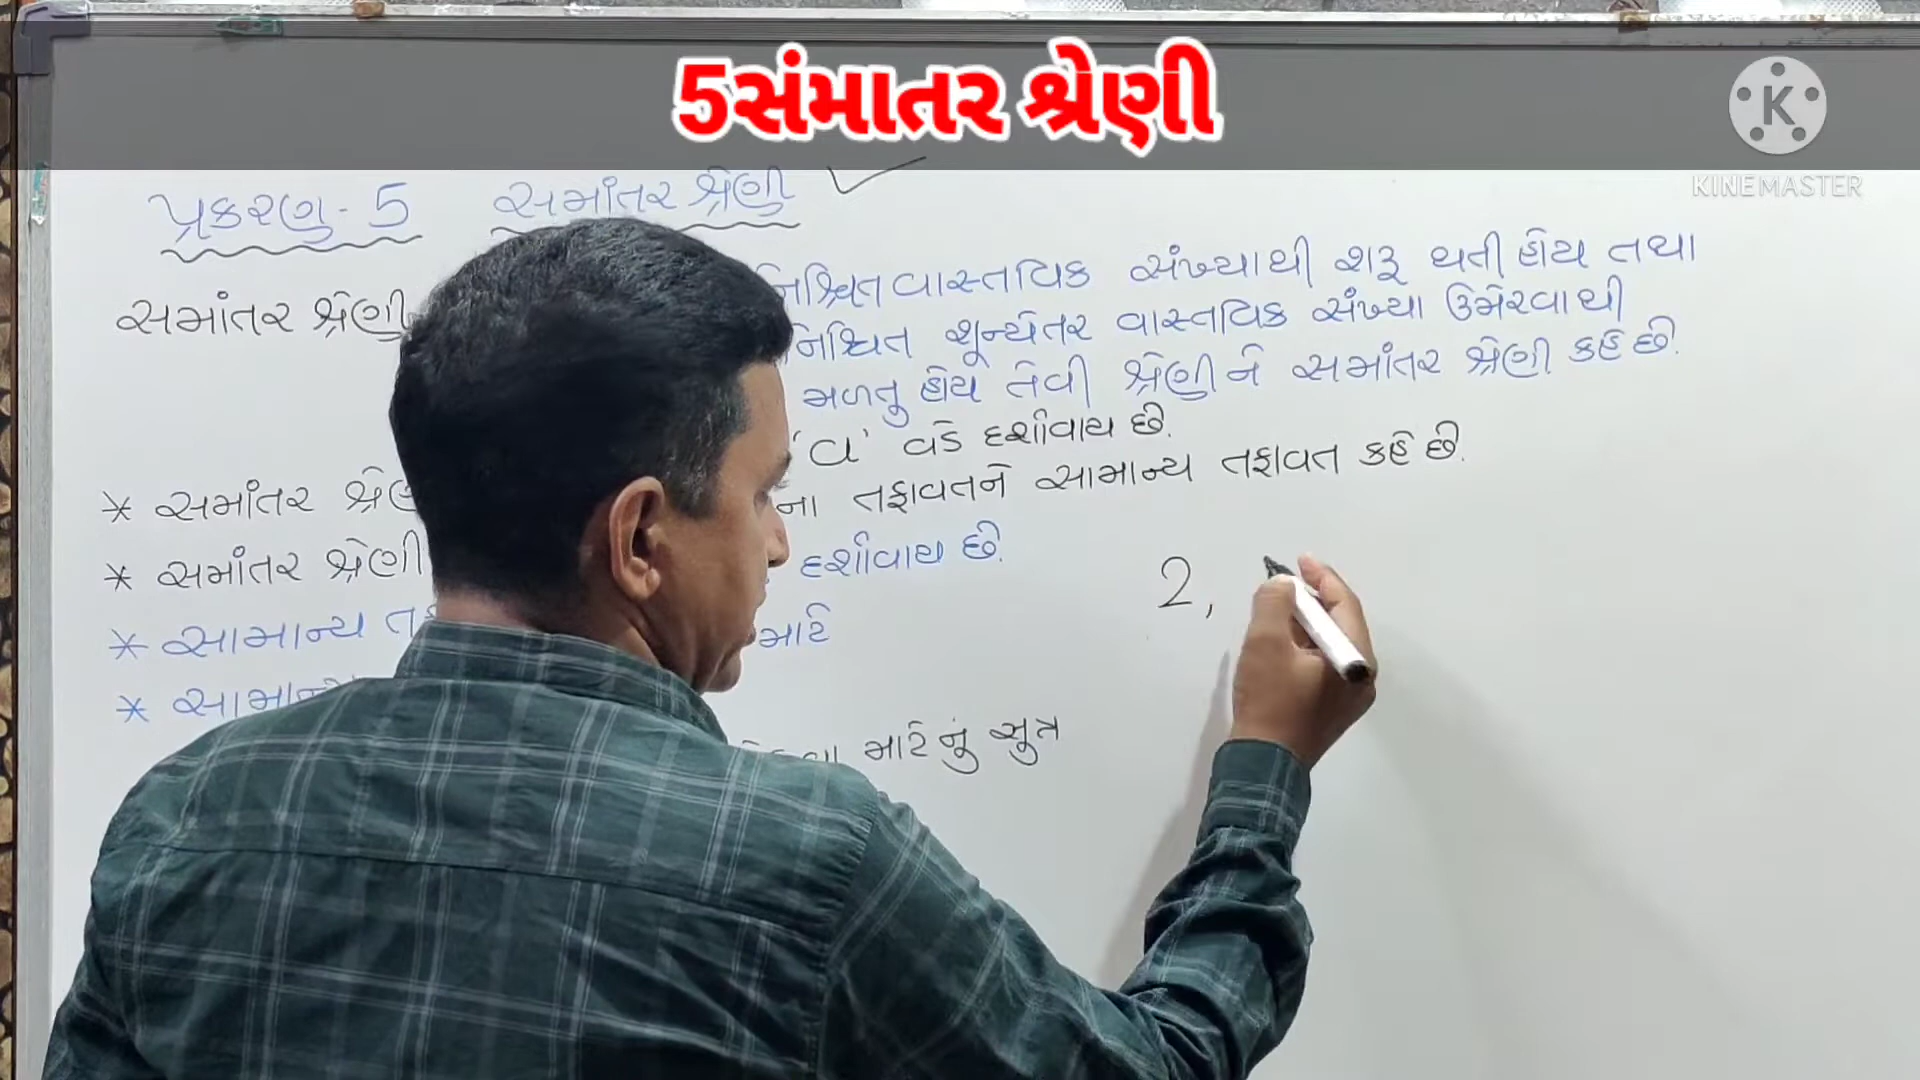 5સંમાતર શ્રેણી
K
KINEMASTER
પ્રકરણ - 5 સમાંતર શ્રેણી
નિશ્ચિત વાસ્તવિક સંખ્યાથી શરૂ થતી હોય તથા
સમાંતર શ્રેણી
નિશ્ચિત શૂન્યેતર વાસ્તવિક સંખ્યા ઉમેરવાથી
મળતુ હોય તેવી શ્રેણીને સમાંતર શ્રેણી કહે છે.
'a' વડે દર્શાવાય છે.
* સમાંતર ના તફાવતને સામાન્ય તફાવત કહે છે.
* સમાંતર શ્રેણી દર્શાવાય છે.
2,
* સામાન્ય માટે
*
માટેનું સુત્ર